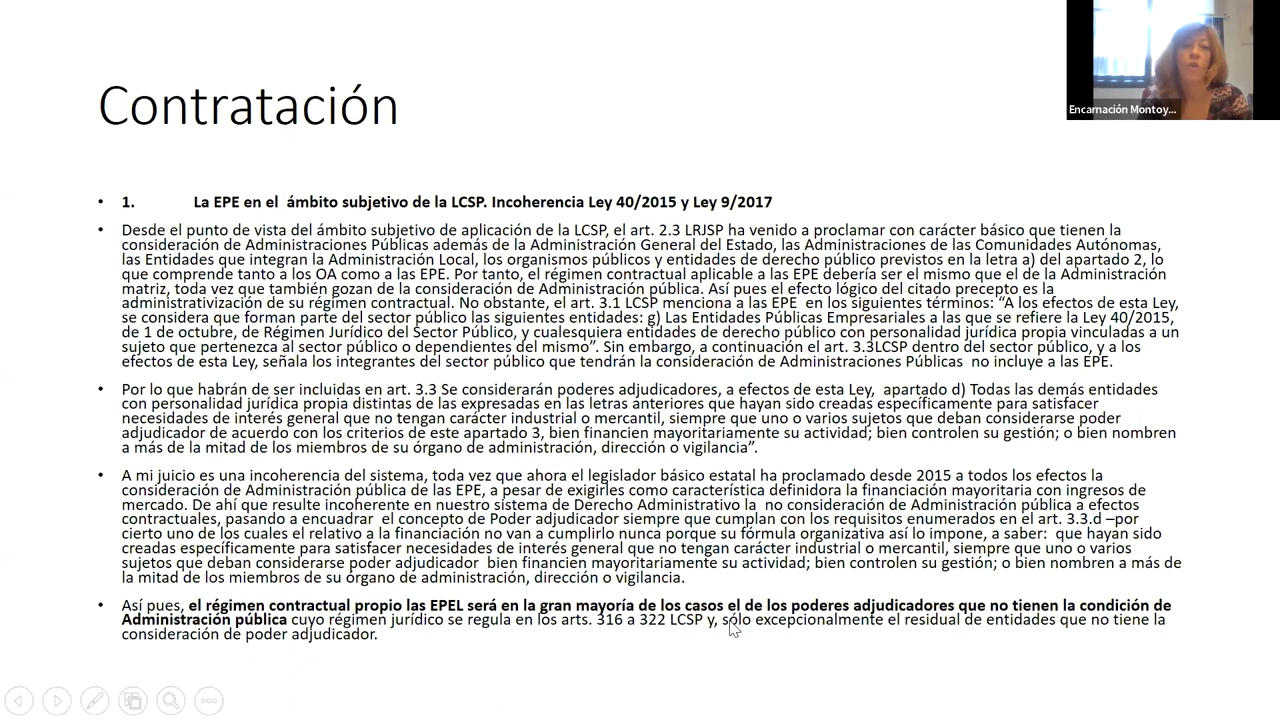 Encarnación Montoy...
Contratación
• 1. La EPE en el ámbito subjetivo de la LCSP. Incoherencia Ley 40/2015 y Ley 9/2017
• Desde el punto de vista del ámbito subjetivo de aplicación de la LCSP, el art. 2.3 LRJSP ha venido a proclamar con carácter básico que tienen la
consideración de Administraciones Públicas además de la Administración General del Estado, las Administraciones de las Comunidades Autónomas,
las Entidades que integran la Administración Local, los organismos públicos y entidades de derecho público previstos en la letra a) del apartado 2, lo
que comprende tanto a los OA como a las EPE. Por tanto, el régimen contractual aplicable a las EPE debería ser el mismo que el de la Administración
matriz, toda vez que también gozan de la consideración de Administración pública. Así pues el efecto lógico del citado precepto es la
administrativización de su régimen contractual. No obstante, el art. 3.1 LCSP menciona a las EPE en los siguientes términos: “A los efectos de esta Ley,
se considera que forman parte del sector público las siguientes entidades: g) Las Entidades Públicas Empresariales a las que se refiere la Ley 40/2015,
de 1 de octubre, de Régimen Jurídico del Sector Público, y cualesquiera entidades de derecho público con personalidad jurídica propia vinculadas a un
sujeto que pertenezca al sector público o dependientes del mismo”. Sin embargo, a continuación el art. 3.3LCSP dentro del sector público, y a los
efectos de esta Ley, señala los integrantes del sector público que tendrán la consideración de Administraciones Públicas no incluye a las EPE.
• Por lo que habrán de ser incluidas en art. 3.3 Se considerarán poderes adjudicadores, a efectos de esta Ley, apartado d) Todas las demás entidades
con personalidad jurídica propia distintas de las expresadas en las letras anteriores que hayan sido creadas específicamente para satisfacer
necesidades de interés general que no tengan carácter industrial o mercantil, siempre que uno o varios sujetos que deban considerarse poder
adjudicador de acuerdo con los criterios de este apartado 3, bien financien mayoritariamente su actividad; bien controlen su gestión; o bien nombren
a más de la mitad de los miembros de su órgano de administración, dirección o vigilancia”.
• A mi juicio es una incoherencia del sistema, toda vez que ahora el legislador básico estatal ha proclamado desde 2015 a todos los efectos la
consideración de Administración pública de las EPE, a pesar de exigirles como característica definidora la financiación mayoritaria con ingresos de
mercado. De ahí que resulte incoherente en nuestro sistema de Derecho Administrativo la no consideración de Administración pública a efectos
contractuales, pasando a encuadrar el concepto de Poder adjudicador siempre que cumplan con los requisitos enumerados en el art. 3.3.d –por
cierto uno de los cuales el relativo a la financiación no van a cumplirlo nunca porque su fórmula organizativa así lo impone, a saber: que hayan sido
creadas específicamente para satisfacer necesidades de interés general que no tengan carácter industrial o mercantil, siempre que uno o varios
sujetos que deban considerarse poder adjudicador bien financien mayoritariamente su actividad; bien controlen su gestión; o bien nombren a más de
la mitad de los miembros de su órgano de administración, dirección o vigilancia.
• Así pues, el régimen contractual propio las EPEL será en la gran mayoría de los casos el de los poderes adjudicadores que no tienen la condición de
Administración pública cuyo régimen jurídico se regula en los arts. 316 a 322 LCSP y, sólo excepcionalmente el residual de entidades que no tiene la
consideración de poder adjudicador.